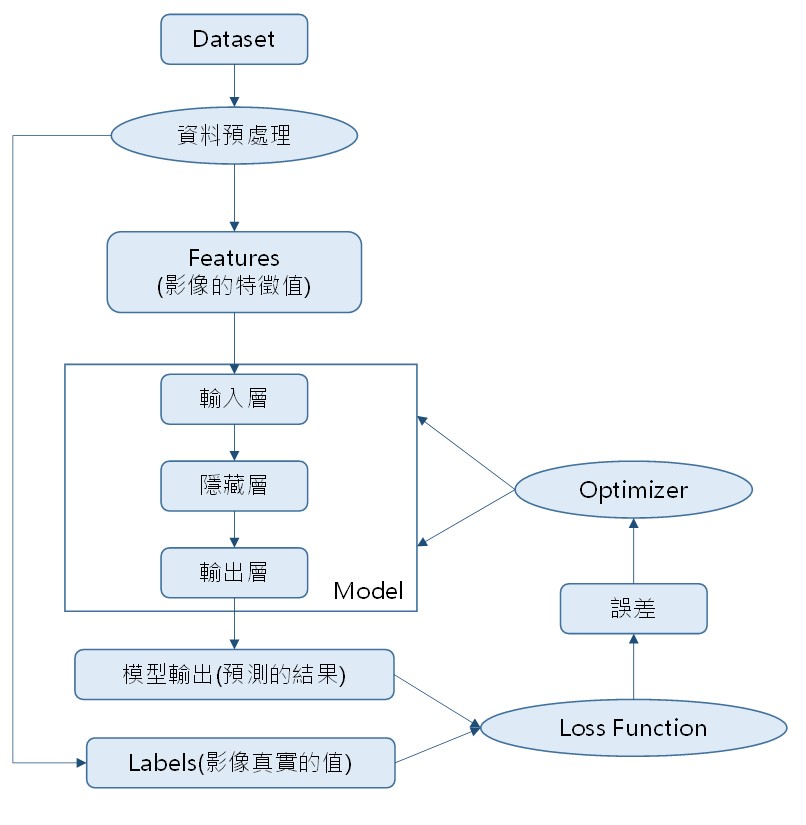 Dataset
資料預處理
Features
(影像的特徵值)
輸入層
隱藏層
輸出層
Model
Optimizer
誤差
模型輸出(預測的結果)
Loss Function
Labels(影像真實的值)